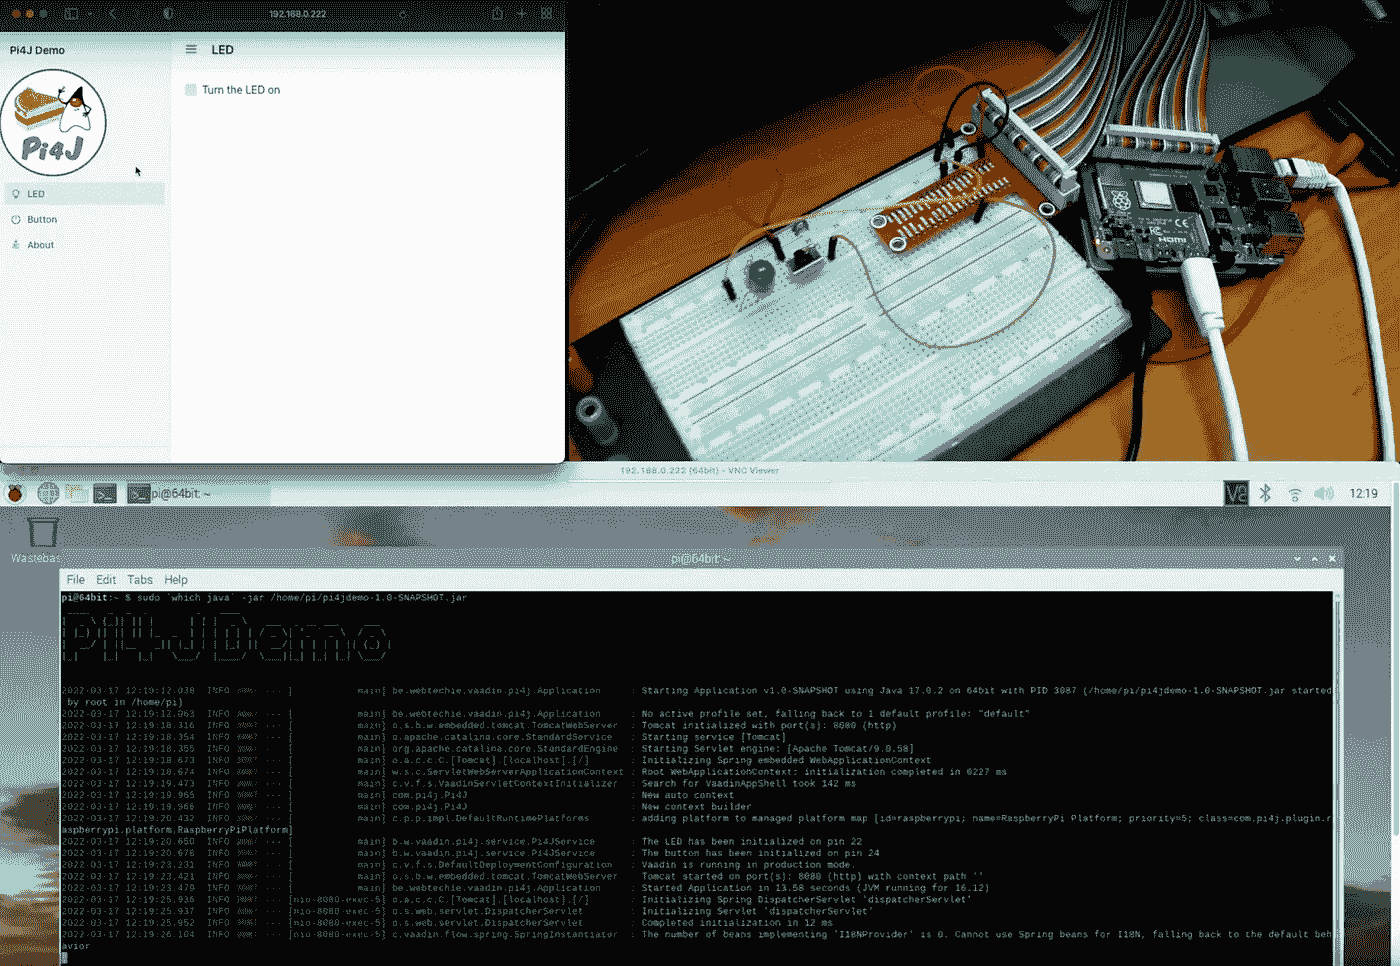 192.168.0.222
Pi4J Demo
LED
Turn the LED on
Pi4J
LED
Button
About
HDMI
192.168.0.222 (64bit) - VNC Viewer
pi@64bit: ~
12:19
Wastebas
pi@64bit: ~
File Edit Tabs Help
pi@64bit:~ $ sudo `which java` -jar /home/pi/pi4jdemo-1.0-SNAPSHOT.jar
Pi4J Demo
2022-03-17 12:19:12.038 INFO --- [ main] be.webtechie.vaadin.pi4j.Application : Starting Application v1.0-SNAPSHOT using Java 17.0.2 on 64bit with PID 3087 (/home/pi/pi4jdemo-1.0-SNAPSHOT.jar started
by root in /home/pi)
2022-03-17 12:19:12.063 INFO --- [ main] be.webtechie.vaadin.pi4j.Application : No active profile set, falling back to 1 default profile: "default"
2022-03-17 12:19:18.316 INFO --- [ main] o.s.b.w.embedded.tomcat.TomcatWebServer : Tomcat initialized with port(s): 8080 (http)
2022-03-17 12:19:18.354 INFO --- [ main] o.apache.catalina.core.StandardService : Starting service [Tomcat]
2022-03-17 12:19:18.355 INFO --- [ main] org.apache.catalina.core.StandardEngine : Starting Servlet engine: [Apache Tomcat/9.0.58]
2022-03-17 12:19:18.673 INFO --- [ main] o.a.c.c.C.[Tomcat].[localhost].[/] : Initializing Spring embedded WebApplicationContext
2022-03-17 12:19:18.674 INFO --- [ main] w.s.c.ServletWebServerApplicationContext : Root WebApplicationContext: initialization completed in 6227 ms
2022-03-17 12:19:19.473 INFO --- [ main] c.v.f.s.VaadinServletContextInitializer : Search for VaadinAppShell took 142 ms
2022-03-17 12:19:19.965 INFO --- [ main] com.pi4j.Pi4J : New auto context
2022-03-17 12:19:19.966 INFO --- [ main] com.pi4j.Pi4J : New context builder
2022-03-17 12:19:20.432 INFO --- [ main] c.p.p.impl.DefaultRuntimePlatforms : adding platform to managed platform map [id=raspberrypi; name=RaspberryPi Platform; priority=5; class=com.pi4j.plugin.r
aspberrypi.platform.RaspberryPiPlatform]
2022-03-17 12:19:20.650 INFO --- [ main] b.w.vaadin.pi4j.service.Pi4JService : The LED has been initialized on pin 22
2022-03-17 12:19:20.678 INFO --- [ main] b.w.vaadin.pi4j.service.Pi4JService : The button has been initialized on pin 24
2022-03-17 12:19:23.231 INFO --- [ main] c.v.f.s.DefaultDeploymentConfiguration : Vaadin is running in production mode.
2022-03-17 12:19:23.421 INFO --- [ main] o.s.b.w.embedded.tomcat.TomcatWebServer : Tomcat started on port(s): 8080 (http) with context path ''
2022-03-17 12:19:23.479 INFO --- [ main] be.webtechie.vaadin.pi4j.Application : Started Application in 13.58 seconds (JVM running for 16.12)
2022-03-17 12:19:25.936 INFO --- [nio-8080-exec-5] o.a.c.c.C.[Tomcat].[localhost].[/] : Initializing Spring DispatcherServlet 'dispatcherServlet'
2022-03-17 12:19:25.937 INFO --- [nio-8080-exec-5] o.s.web.servlet.DispatcherServlet : Initializing Servlet 'dispatcherServlet'
2022-03-17 12:19:25.952 INFO --- [nio-8080-exec-5] o.s.web.servlet.DispatcherServlet : Completed initialization in 12 ms
2022-03-17 12:19:26.104 INFO --- [nio-8080-exec-5] c.vaadin.flow.spring.SpringInstantiator : The number of beans implementing 'I18NProvider' is 0. Cannot use Spring beans for I18N, falling back to the default beh
avior